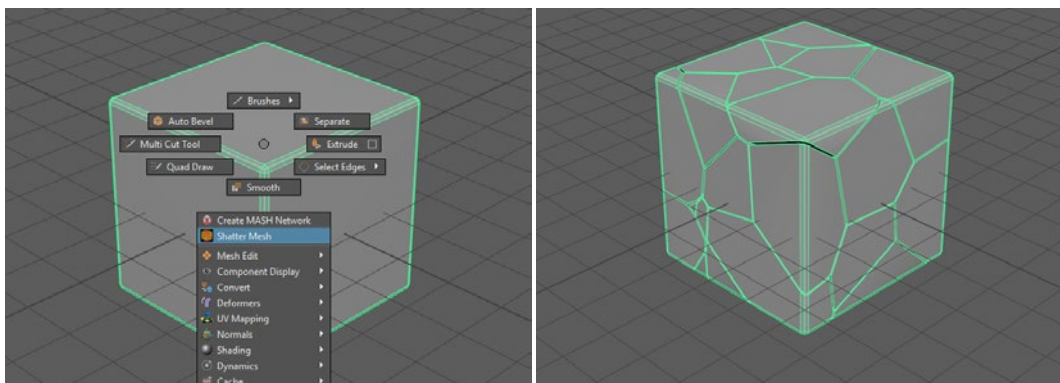 Brushes
Auto Bevel
Separate
Multi Cut Tool
Extrude
Quad Draw
Select Edges
Smooth
Create MASH Network
Shatter Mesh
Mesh Edit
Component Display
Convert
Deformers
UV Mapping
Normals
Shading
Dynamics
Cache